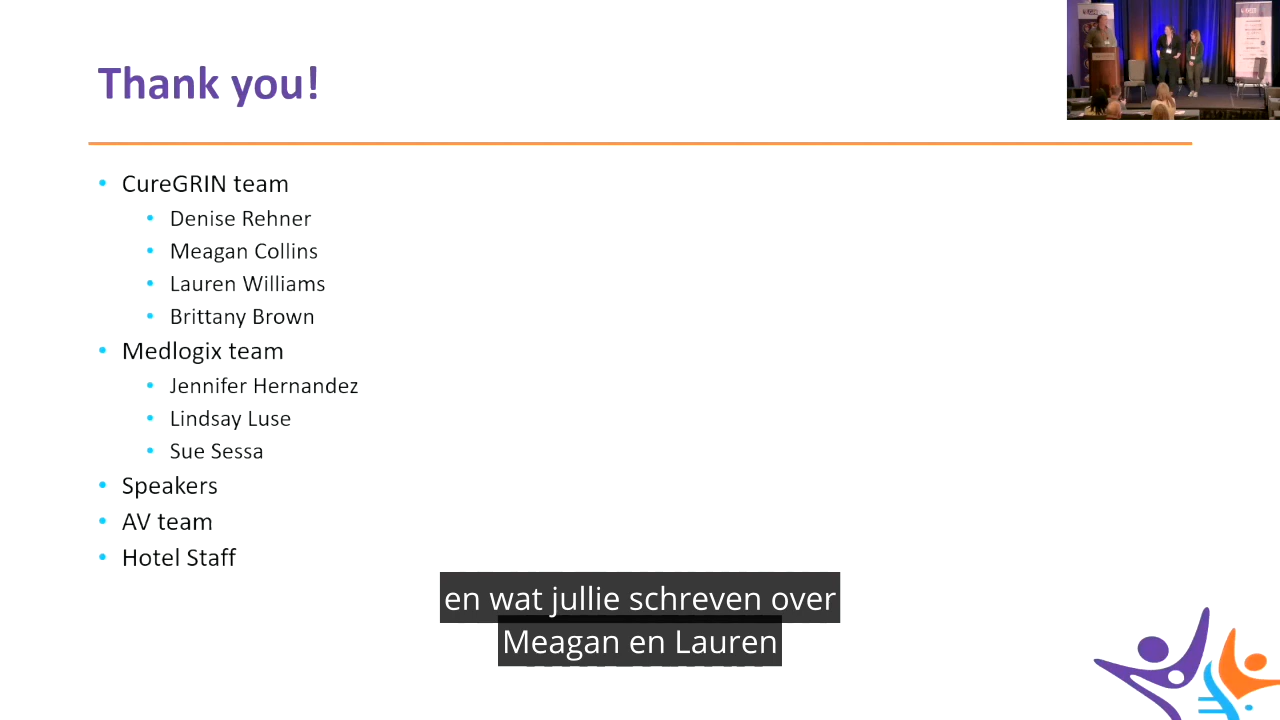 Thank you!
CureGRIN team
Denise Rehner
Meagan Collins
Lauren Williams
Brittany Brown
Medlogix team
Jennifer Hernandez
Lindsay Luse
Sue Sessa
Speakers
AV team
Hotel Staff
en wat jullie schreven over
Meagan en Lauren